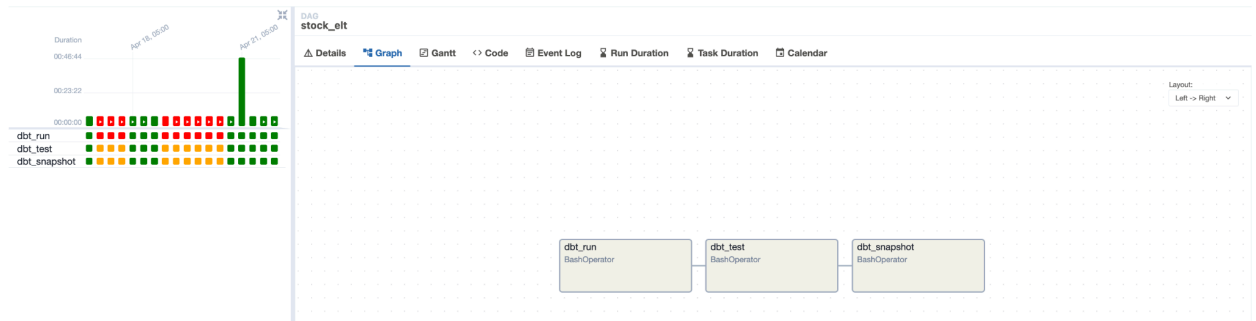 Duration
Apr 18, 05:00
Apr 21, 05:00
00:46:44
00:23:22
00:00:00
dbt_run
dbt_test
dbt_snapshot
DAG
stock_elt
Details Graph Gantt <> Code Event Log Run Duration Task Duration Calendar
Layout:
Left -> Right
dbt_run
BashOperator
dbt_test
BashOperator
dbt_snapshot
BashOperator